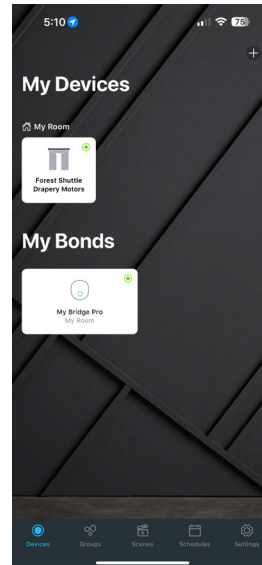 5:10
75
My Devices
My Room
Forest Shuttle
Drapery Motors
My Bonds
My Bridge Pro
My Room
Devices
Groups
Scenes
Schedules
Settings